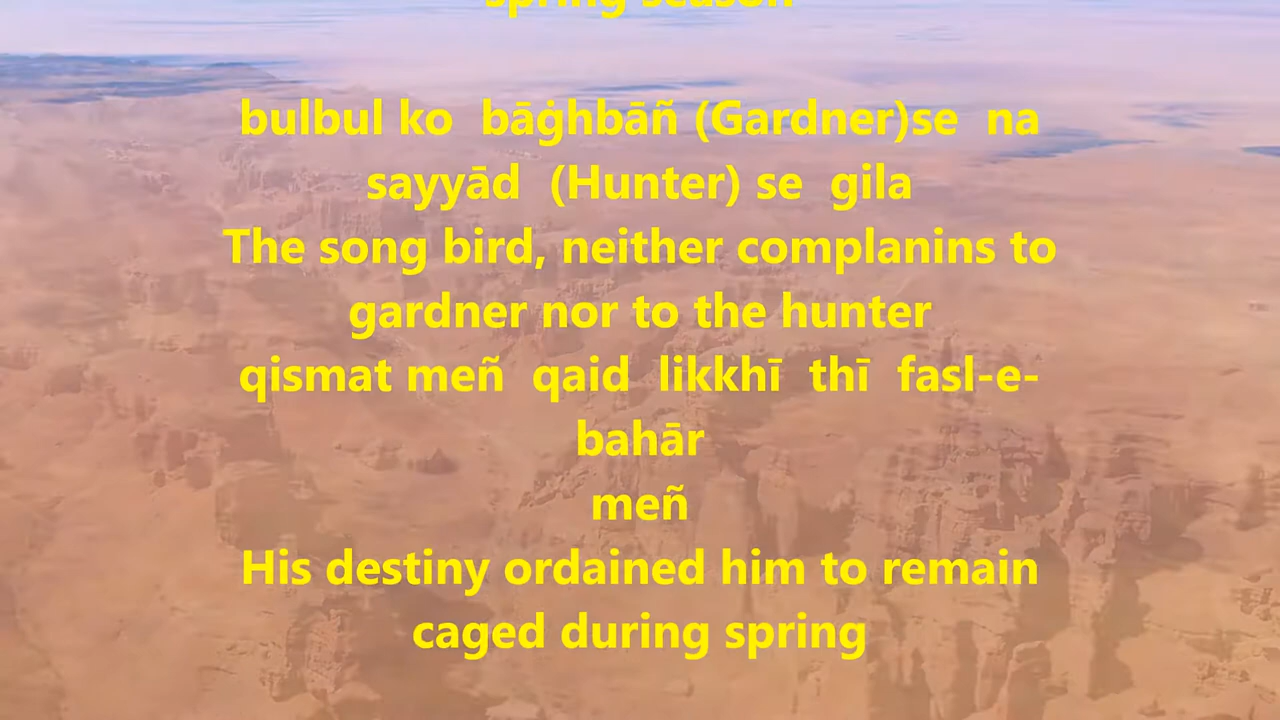 spring season
bulbul ko  bāġhbāñ (Gardner)se  na
sayyād  (Hunter) se  gila
The song bird, neither complanins to
gardner nor to the hunter
qismat meñ  qaid  likkhī  thī  fasl-e-
bahār
meñ
His destiny ordained him to remain
caged during spring